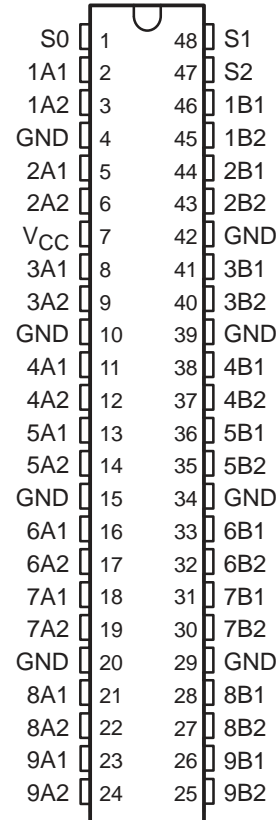 S0 1 48 S1
1A1 2 47 S2
1A2 3 46 1B1
GND 4 45 1B2
2A1 5 44 2B1
2A2 6 43 2B2
VCC 7 42 GND
3A1 8 41 3B1
3A2 9 40 3B2
GND 10 39 GND
4A1 11 38 4B1
4A2 12 37 4B2
5A1 13 36 5B1
5A2 14 35 5B2
GND 15 34 GND
6A1 16 33 6B1
6A2 17 32 6B2
7A1 18 31 7B1
7A2 19 30 7B2
GND 20 29 GND
8A1 21 28 8B1
8A2 22 27 8B2
9A1 23 26 9B1
9A2 24 25 9B2